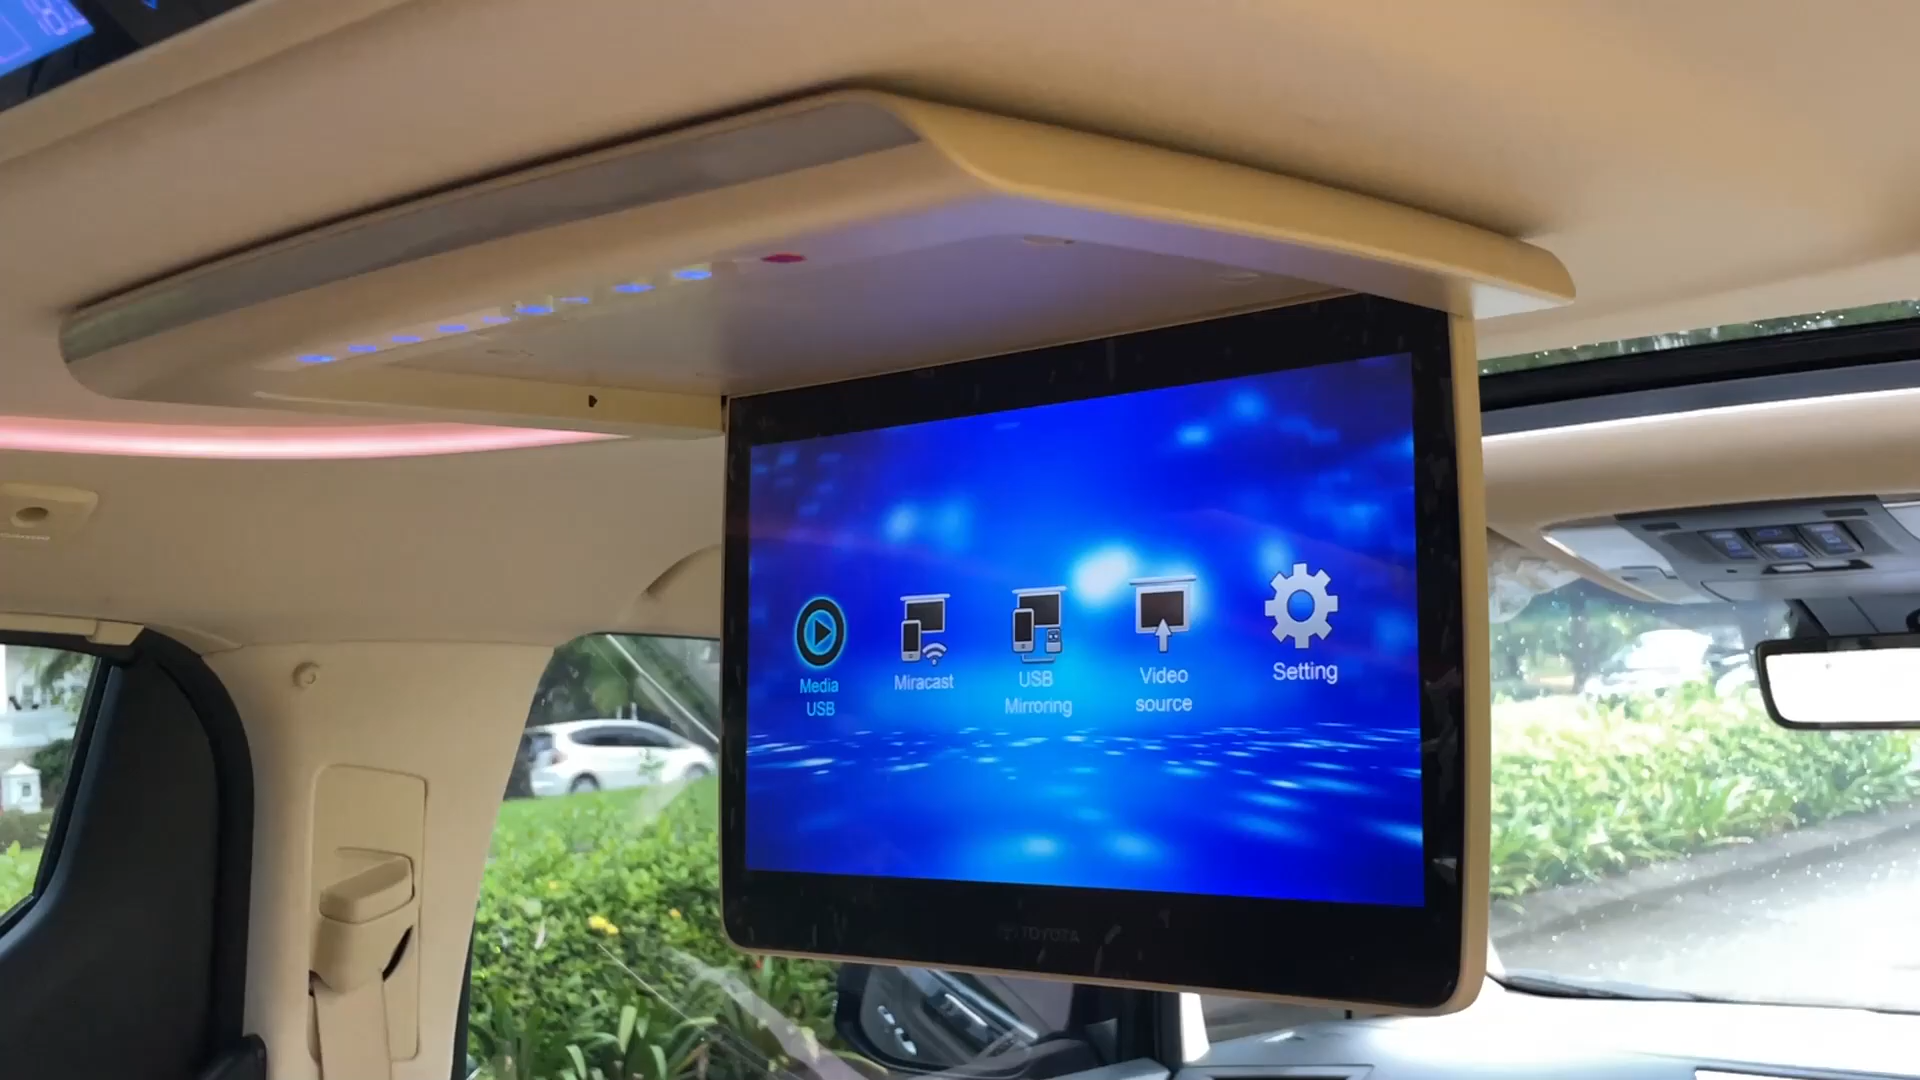 Media
USB
Miracast
USB
Mirroring
Video
source
Setting
TOYOTA